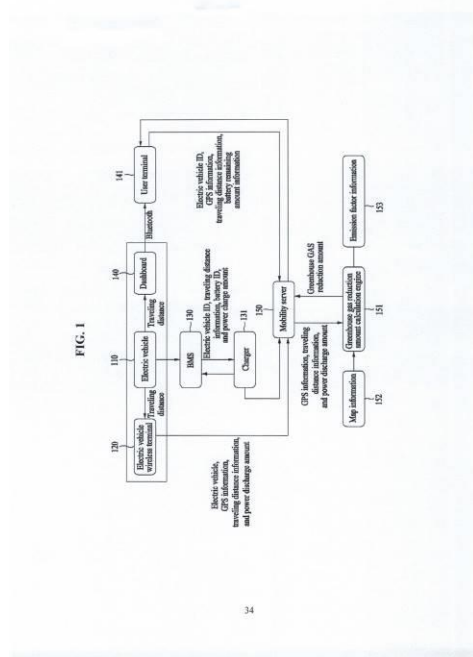 FIG. 1
120
Electric vehicle
wireless terminal
Traveling
distance
110
Electric vehicle
Traveling
distance
140
Dashboard
Bluetooth
141
User terminal
130
BMS
Electric vehicle ID, traveling distance
information, battery ID,
and power charge amount
131
Charger
Electric vehicle ID,
GPS information,
traveling distance information,
battery remaining
amount information
Electric vehicle,
GPS information,
traveling distance information,
and power discharge amount
150
Mobility server
GPS information, traveling
distance information,
and power discharge amount
Greenhouse GAS
reduction amount
Map information
152
Greenhouse gas reduction
amount calculation engine
151
Emission factor information
153
34